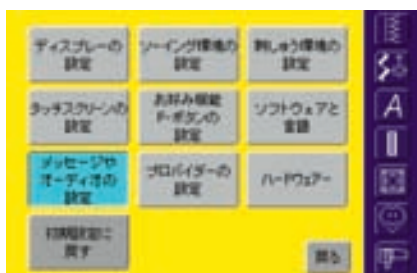 ディスプレーの
設定
ソーイング環境の
設定
刺しゅう環境の
設定
タッチスクリーンの
設定
お好み機能
F-ボタンの
設定
ソフトウェアと
言語
メッセージや
オーディオの
設定
プロバイダーの
設定
ハードウェアー
初期設定に
戻す
戻る
A